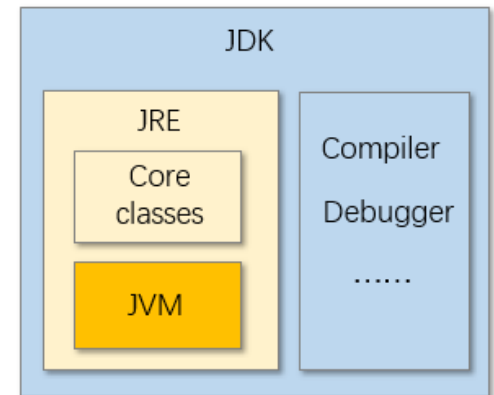 JDK
JRE
Core
classes
JVM
Compiler
Debugger
……